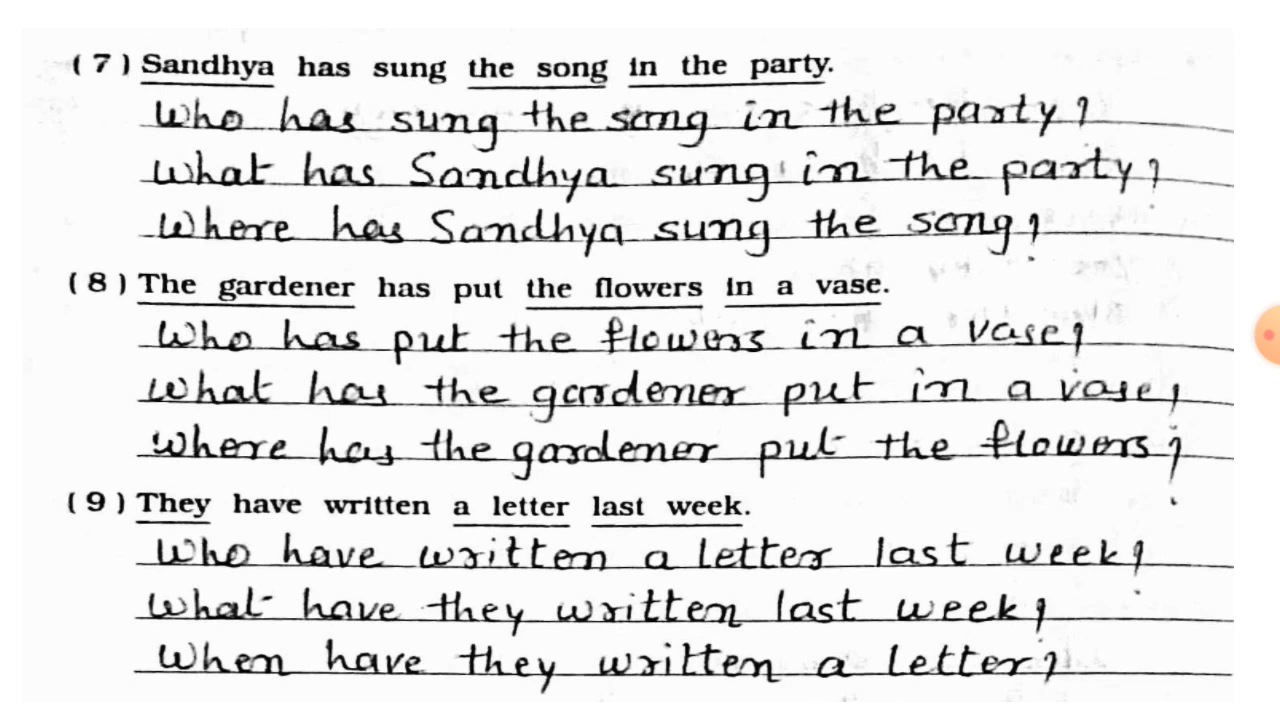 (7) Sandhya has sung the song in the party.
Who has sung the song in the party?
What has Sandhya sung in the party?
Where has Sandhya sung the song?
(8) The gardener has put the flowers in a vase.
Who has put the flowers in a vase?
What has the gardener put in a vase?
Where has the gardener put the flowers?
(9) They have written a letter last week.
Who have written a letter last week?
What have they written last week?
When have they written a letter?